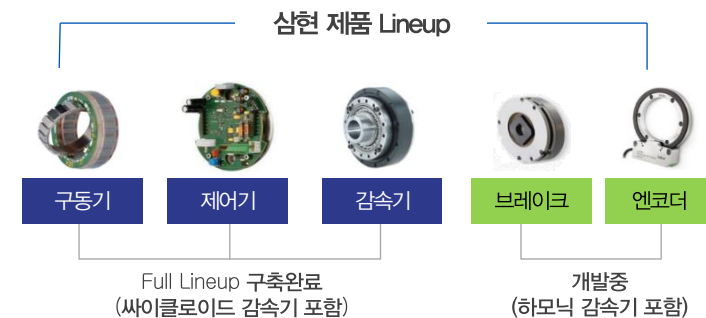 삼현 제품 Lineup
구동기
제어기
감속기
브레이크
엔코더
Full Lineup 구축완료
(싸이클로이드 감속기 포함)
개발중
(하모닉 감속기 포함)